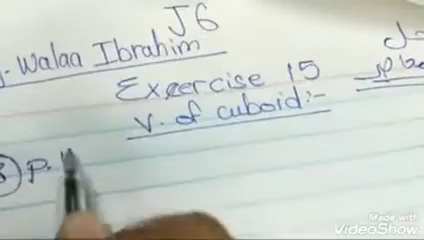 J6
Walaa Ibrahim
Exercise 15
V. of cuboid:-
P.
Made With
VideoShow